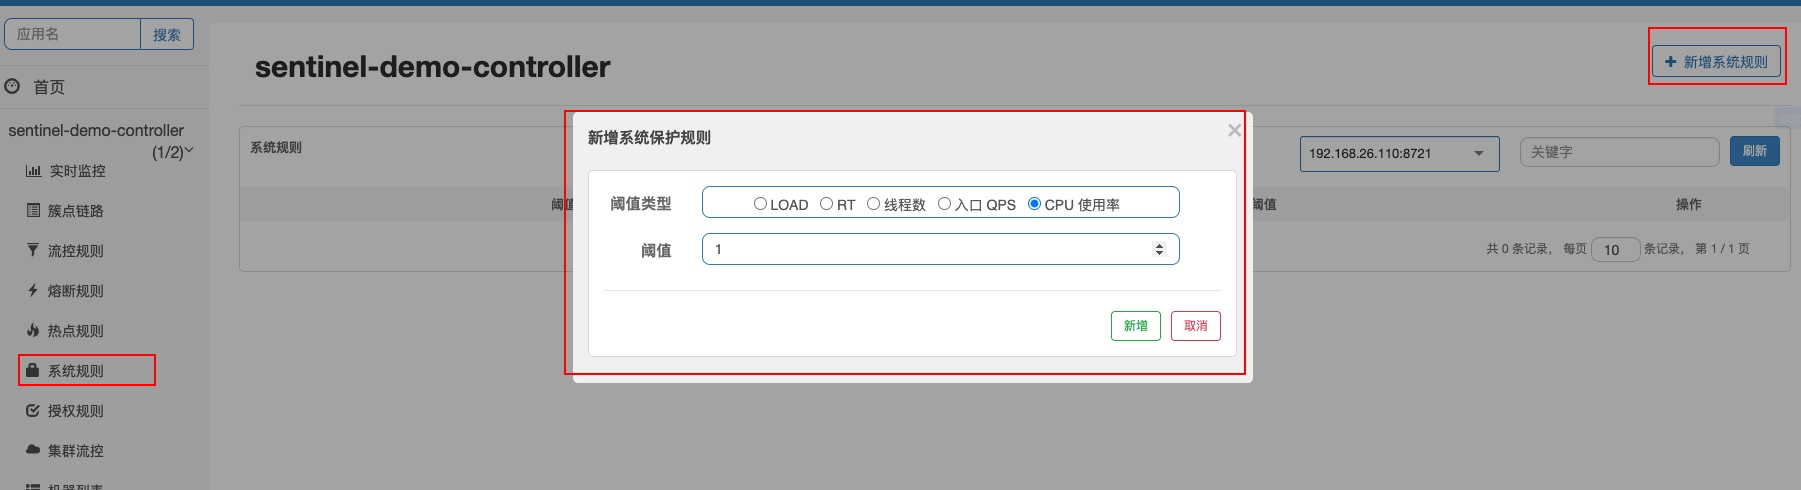 应用名
搜索
首页
sentinel-demo-controller
(1/2)
实时监控
簇点链路
流控规则
熔断规则
热点规则
系统规则
授权规则
集群流控
机器列表
sentinel-demo-controller
新增系统规则
系统规则
192.168.26.110:8721
关键字
刷新
阈值
操作
共 0 条记录， 每页 10 条记录， 第 1 / 1 页
新增系统保护规则
阈值类型 LOAD RT 线程数 入口 QPS CPU 使用率
阈值 1
新增
取消